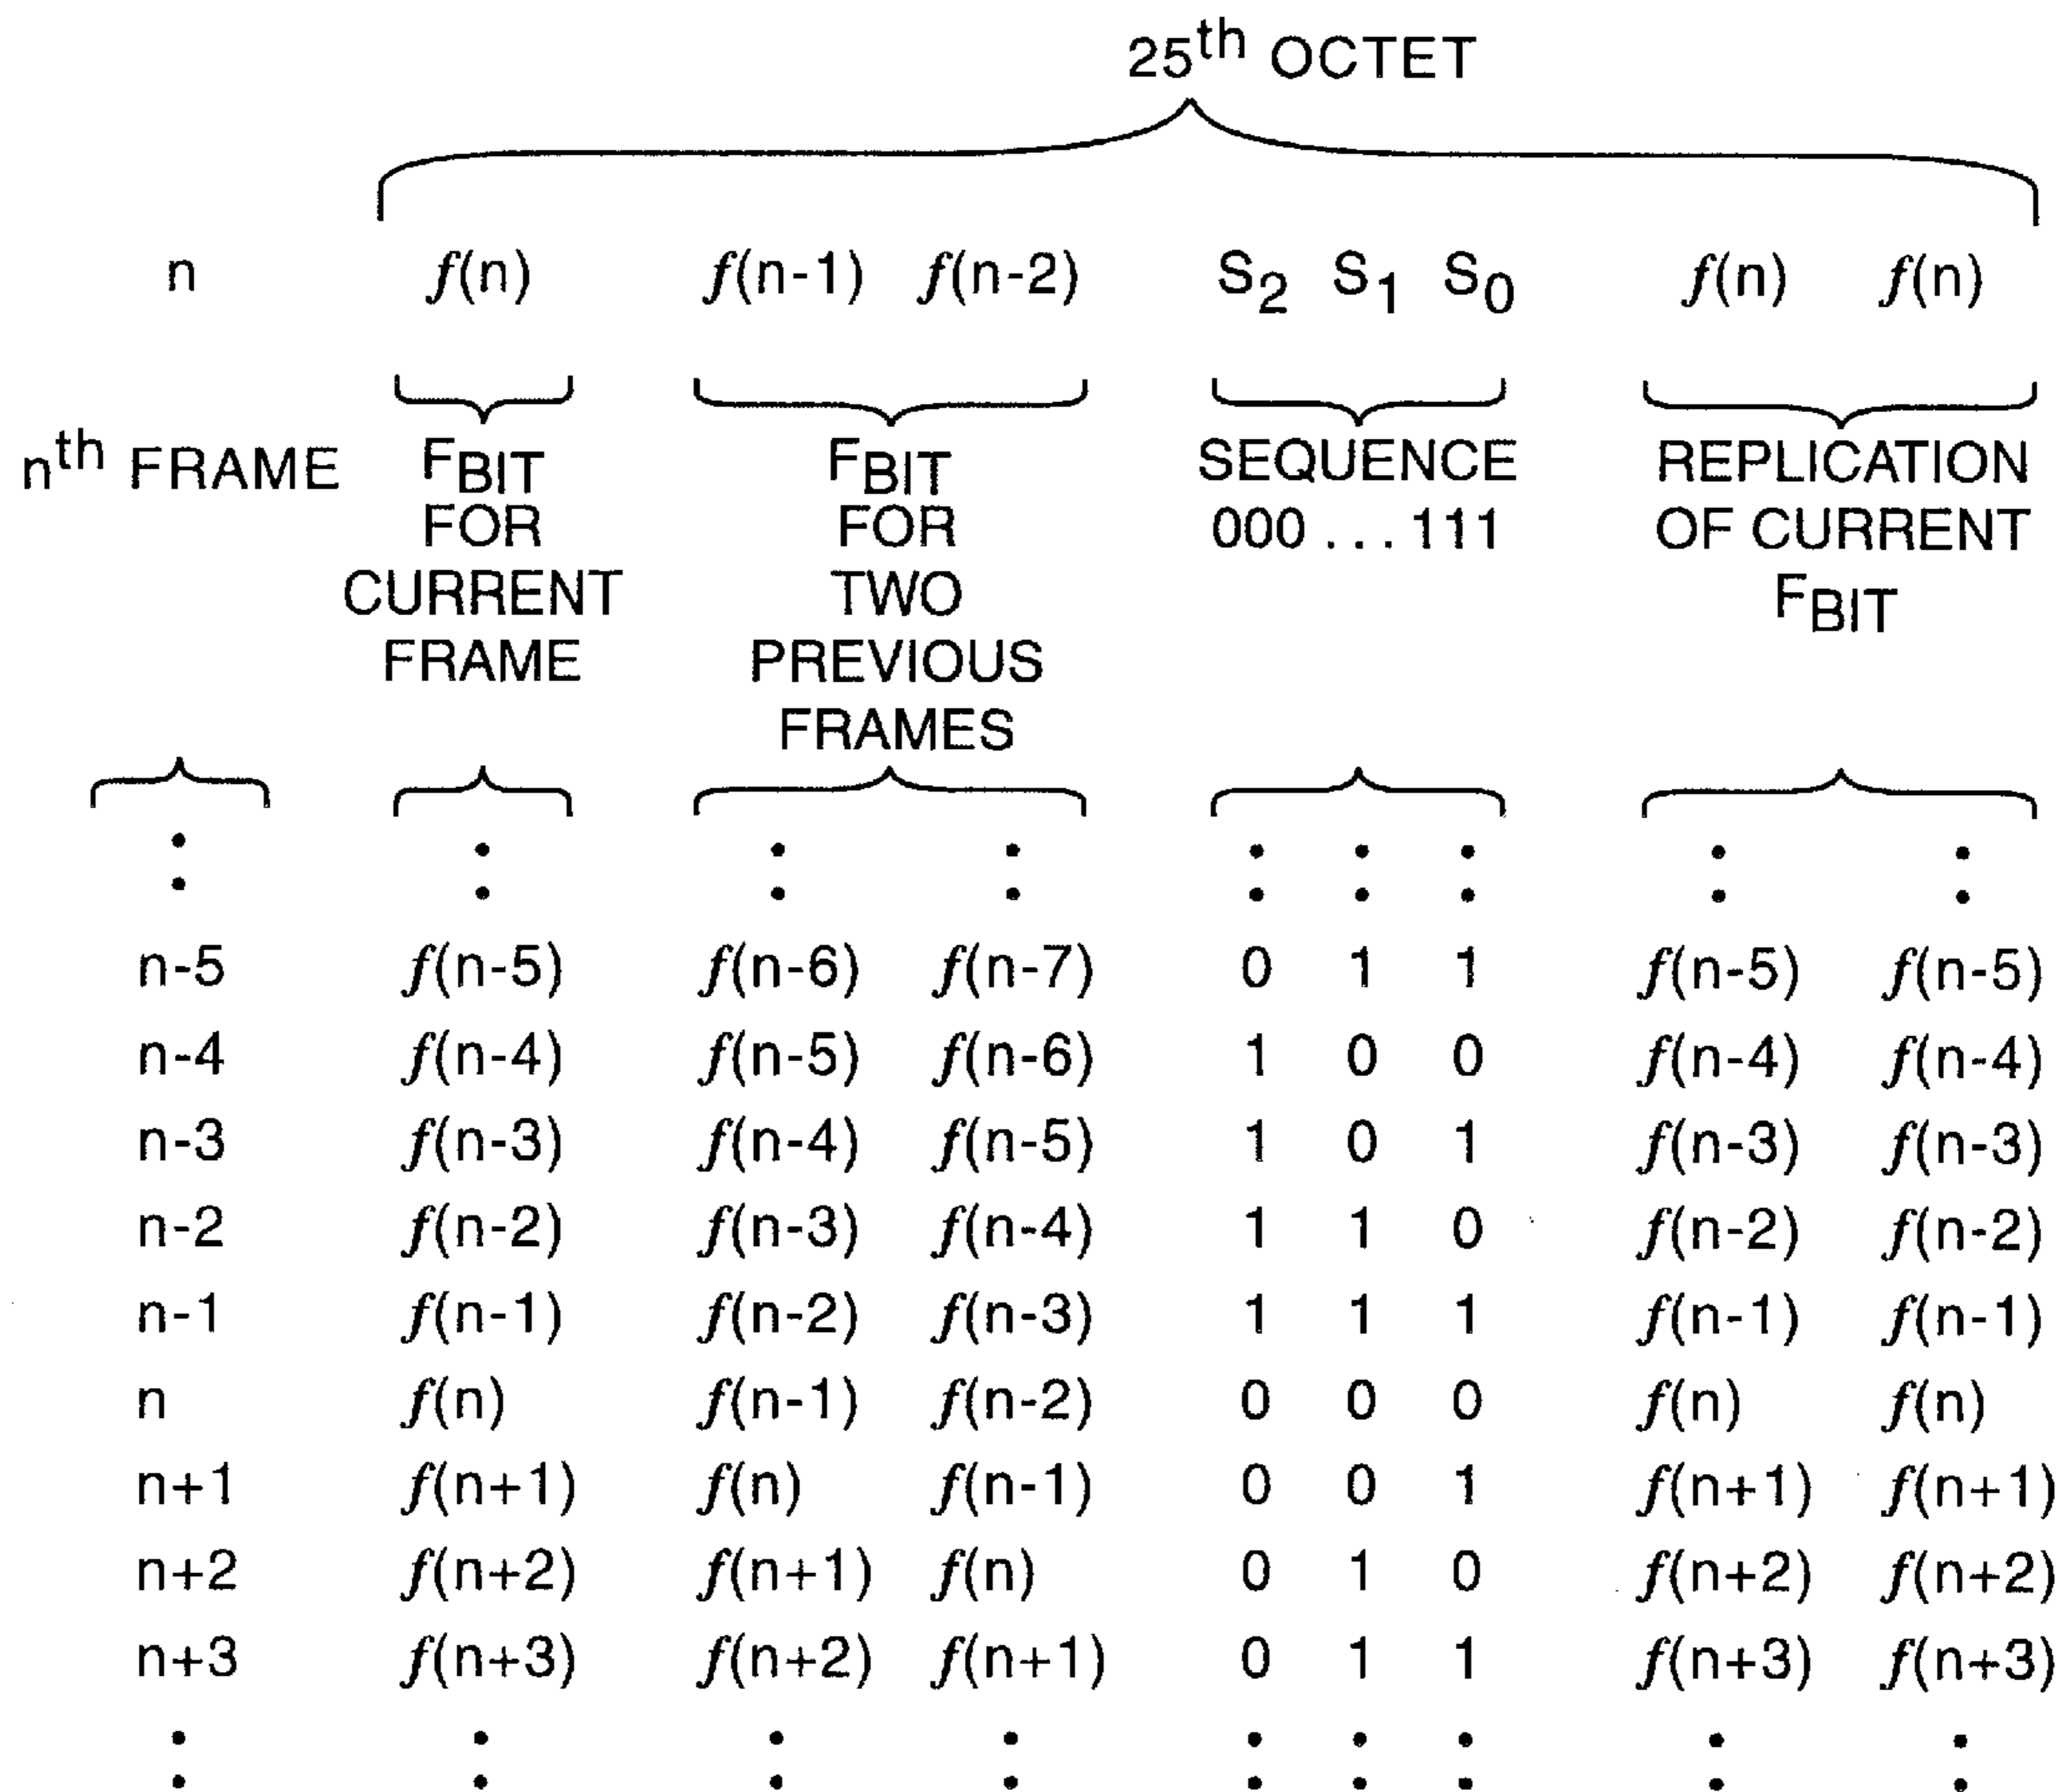 25th OCTET
n f(n) f(n-1) f(n-2) S2 S1 S0 f(n) f(n)
nth FRAME FBIT FBIT SEQUENCE REPLICATION
FOR FOR 000 ... 111 OF CURRENT
CURRENT TWO FBIT
FRAME PREVIOUS
FRAMES
n-5 f(n-5) f(n-6) f(n-7) 0 1 1 f(n-5) f(n-5)
n-4 f(n-4) f(n-5) f(n-6) 1 0 0 f(n-4) f(n-4)
n-3 f(n-3) f(n-4) f(n-5) 1 0 1 f(n-3) f(n-3)
n-2 f(n-2) f(n-3) f(n-4) 1 1 0 f(n-2) f(n-2)
n-1 f(n-1) f(n-2) f(n-3) 1 1 1 f(n-1) f(n-1)
n f(n) f(n-1) f(n-2) 0 0 0 f(n) f(n)
n+1 f(n+1) f(n) f(n-1) 0 0 1 f(n+1) f(n+1)
n+2 f(n+2) f(n+1) f(n) 0 1 0 f(n+2) f(n+2)
n+3 f(n+3) f(n+2) f(n+1) 0 1 1 f(n+3) f(n+3)